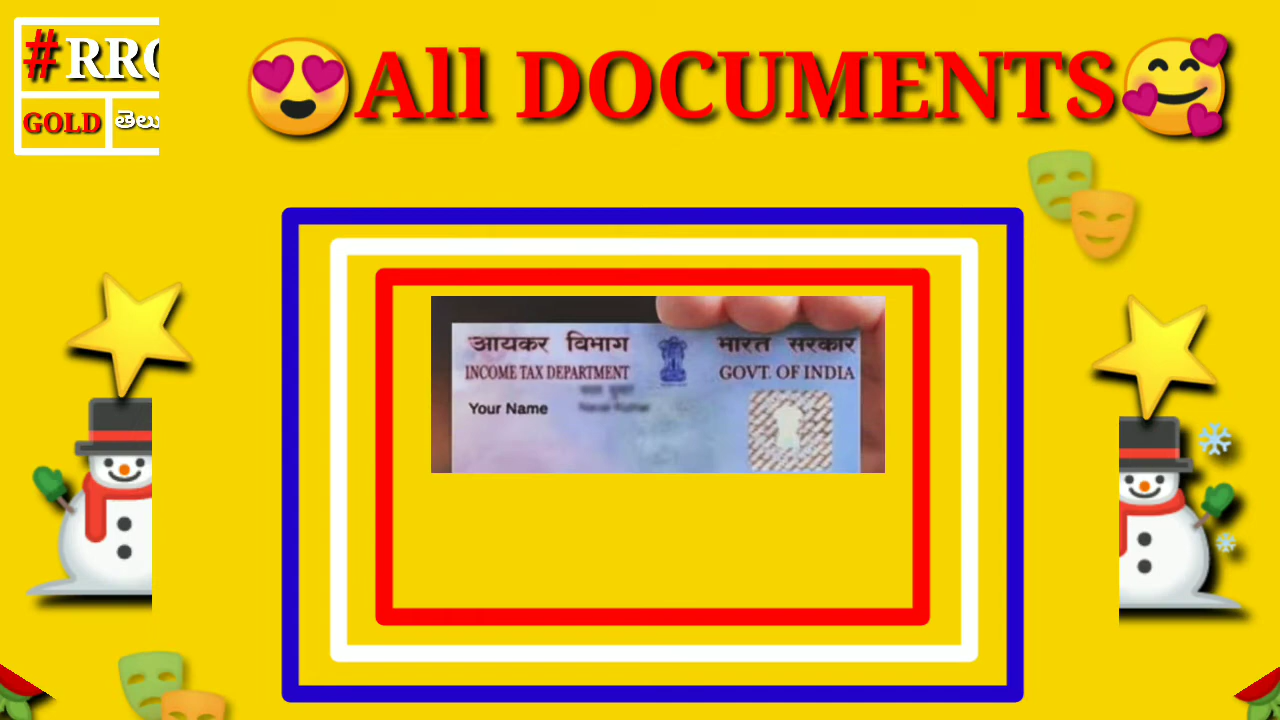 #RR
GOLD తెలు
All DOCUMENTS
आयकर विभाग
INCOME TAX DEPARTMENT
भारत सरकार
GOVT. OF INDIA
Your Name